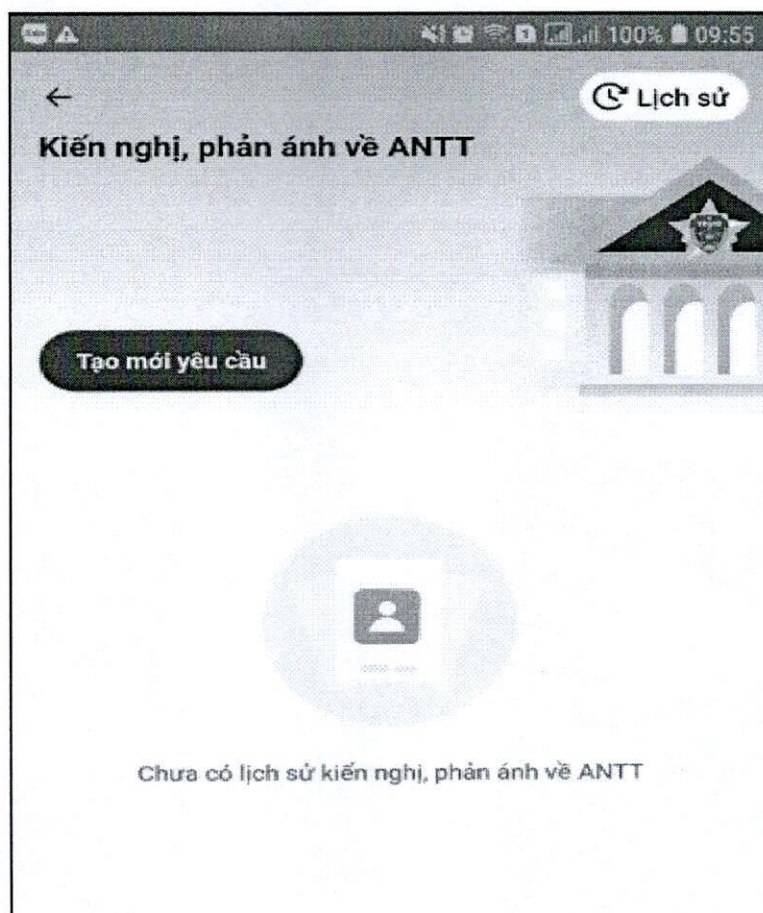 100% 09:55
Lịch sử
Kiến nghị, phản ánh về ANTT
Tạo mới yêu cầu
Chưa có lịch sử kiến nghị, phản ánh về ANTT